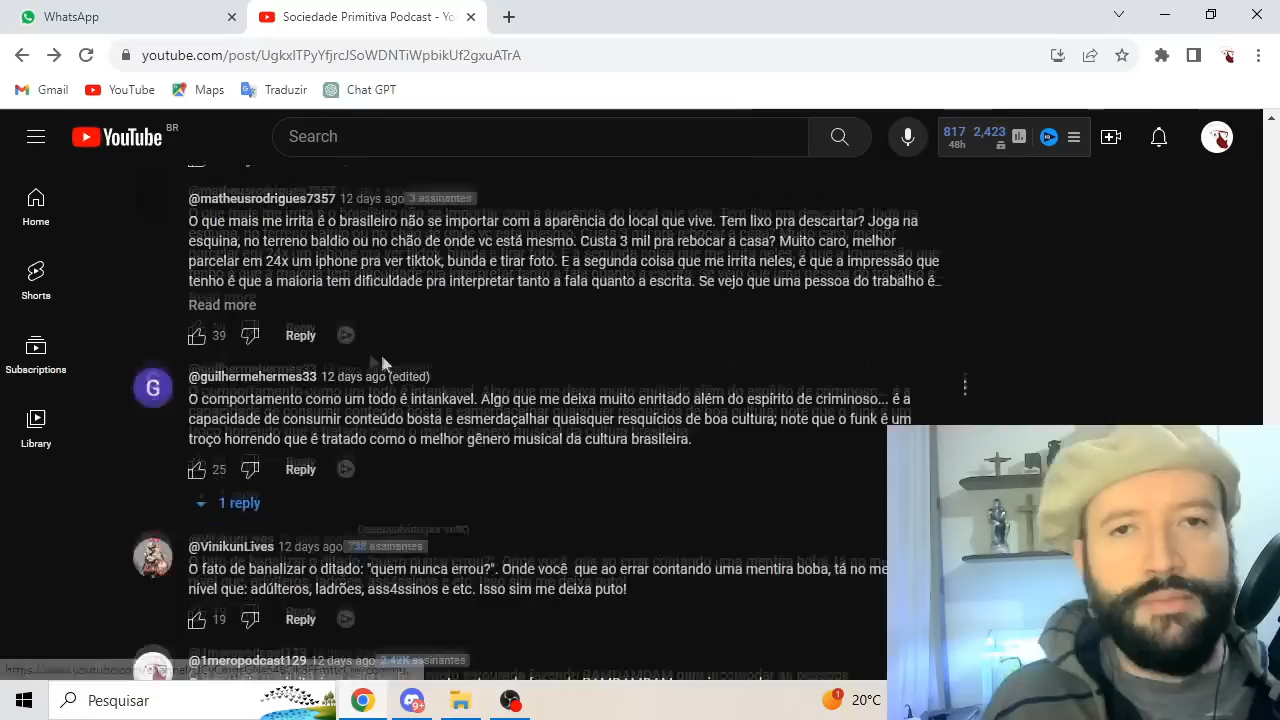 WhatsApp
Sociedade Primitiva Podcast - Yo
youtube.com/post/UgkxITPyYfjrcJSoWDNTiWpbikUf2gxuATrA
Gmail YouTube Maps Traduzir Chat GPT
YouTube BR
Search
817 2,423
48h
Home
Shorts
Subscriptions
Library
@matheusrodrigues7357 12 days ago 3 assinantes
O que mais me irrita é o brasileiro não se importar com a aparência do local que vive. Tem lixo pra descartar? Joga na
esquina, no terreno baldio ou no chão de onde vc está mesmo. Custa 3 mil pra rebocar a casa? Muito caro, melhor
parcelar em 24x um iphone pra ver tiktok, bunda e tirar foto. E a segunda coisa que me irrita neles, é que a impressão que
tenho é que a maioria tem dificuldade pra interpretar tanto a fala quanto a escrita. Se vejo que uma pessoa do trabalho é…
Read more
39 Reply
G
@guilhermehermes33 12 days ago (edited)
O comportamento como um todo é intankavel. Algo que me deixa muito enritado além do espírito de criminoso... é a
capacidade de consumir conteúdo bosta e esmerdaçalhar quaisquer resquícios de boa cultura; note que o funk é um
troço horrendo que é tratado como o melhor gênero musical da cultura brasileira.
25 Reply
1 reply
@VinikunLives 12 days ago 738 assinantes
O fato de banalizar o ditado: "quem nunca errou?". Onde você que ao errar contando uma mentira boba, tá no me
nível que: adúlteros, ladrões, ass4ssinos e etc. Isso sim me deixa puto!
19 Reply
@1meropodcast129 12 days ago 2.42K assinantes
Pesquisar
9+
1
20°C